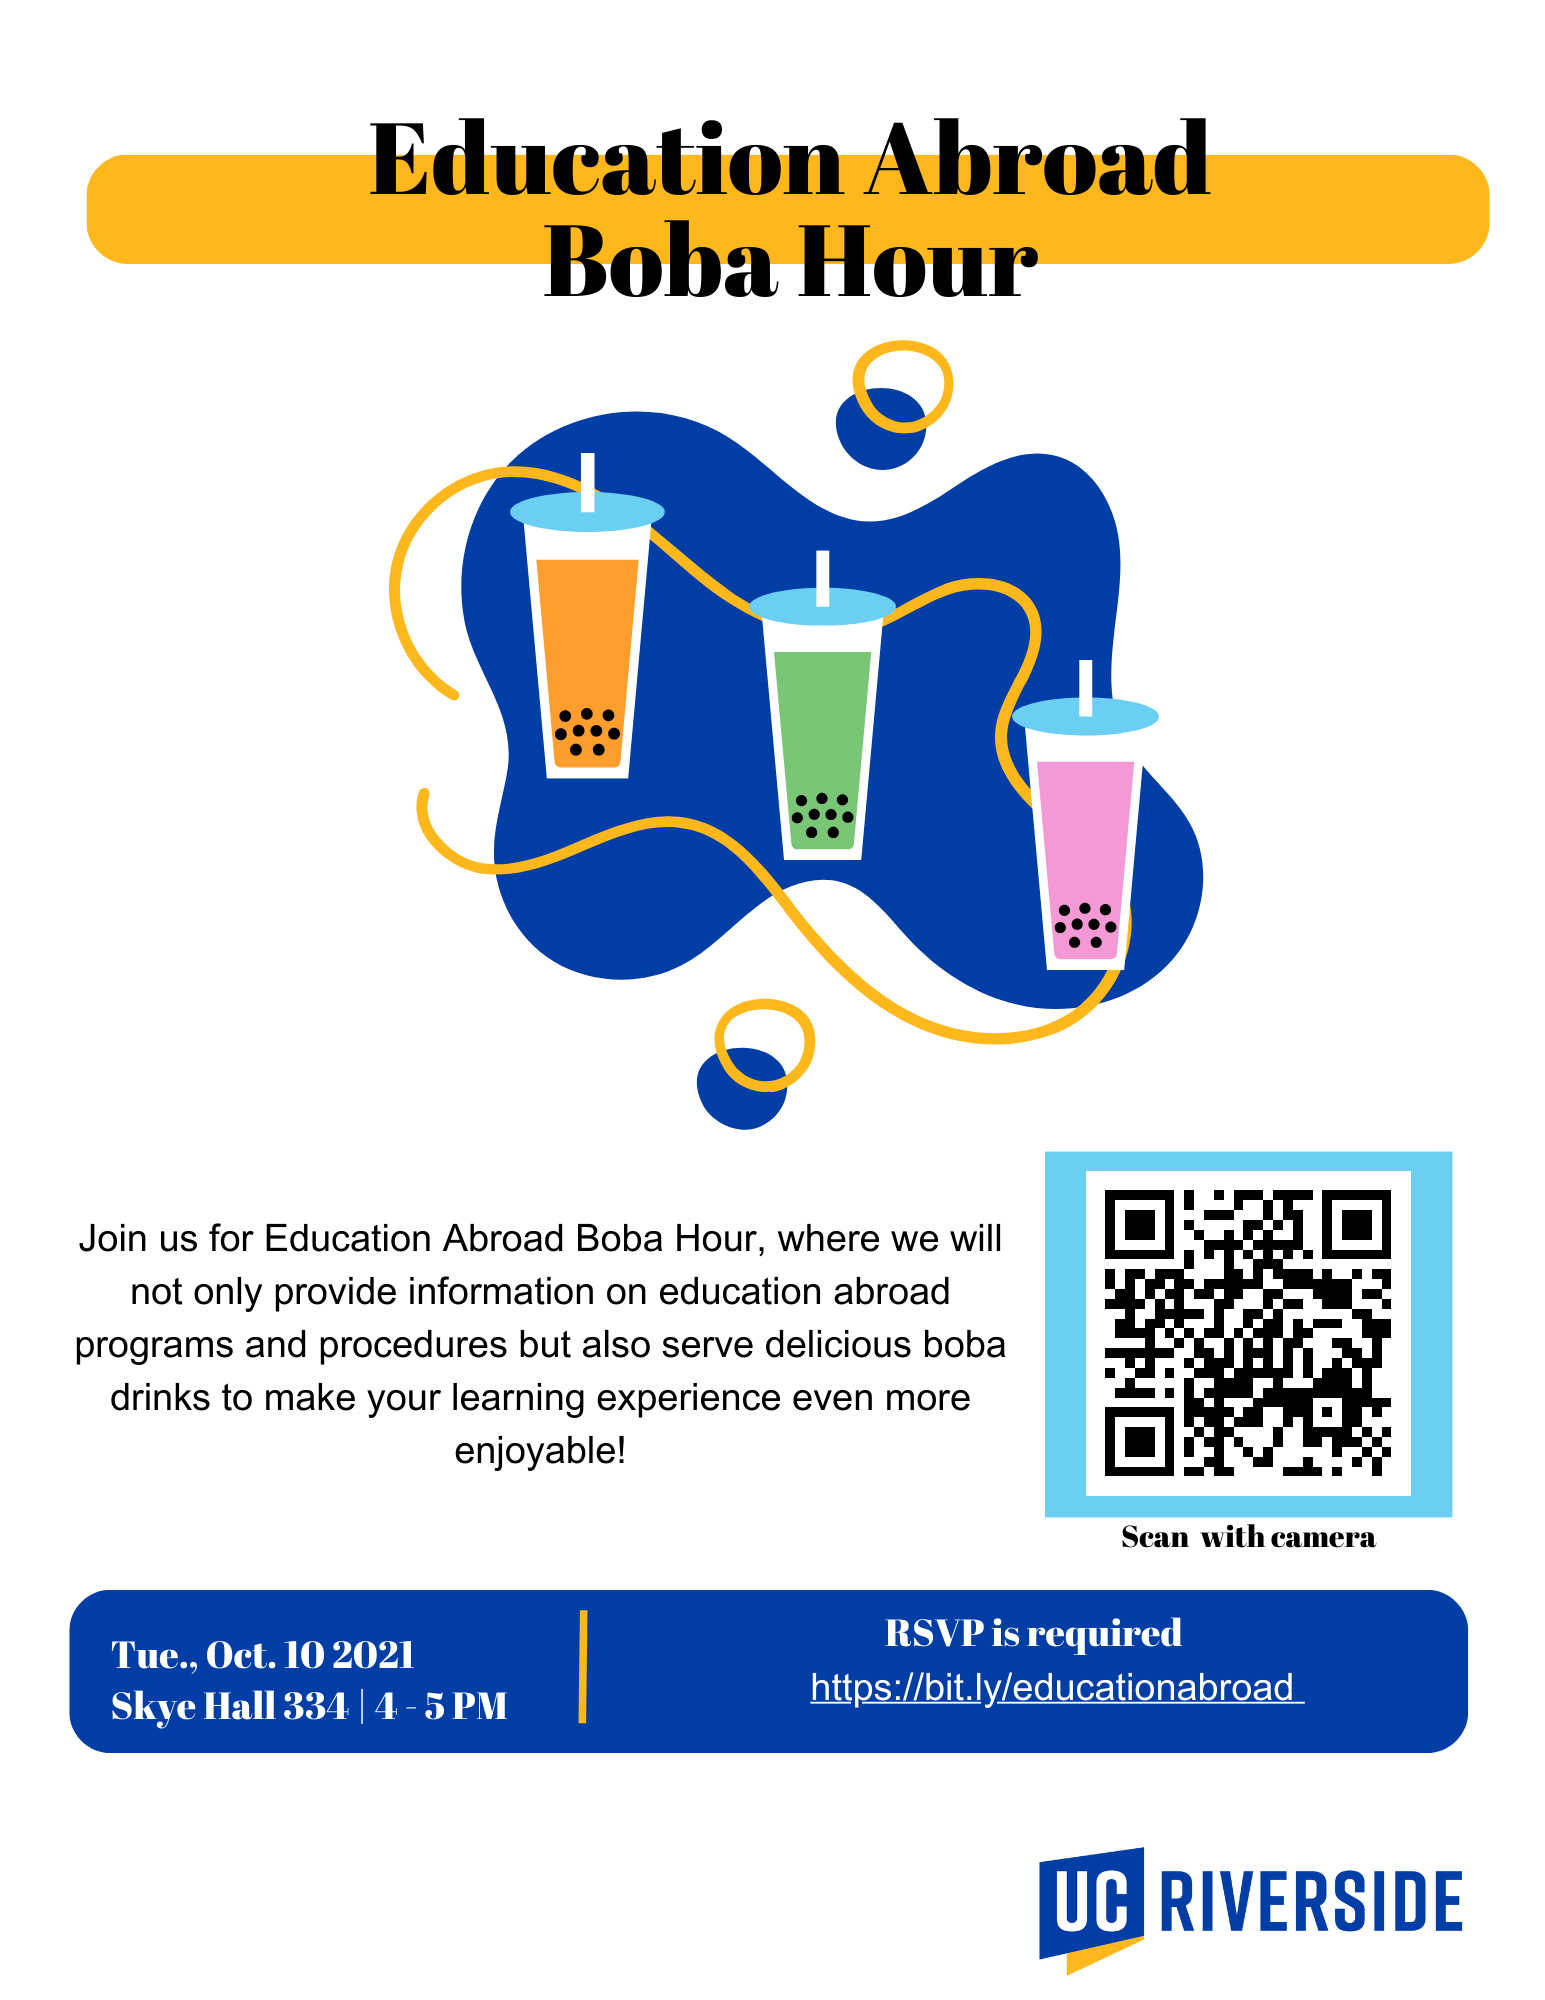 Education Abroad
Boba Hour
Join us for Education Abroad Boba Hour, where we will
not only provide information on education abroad
programs and procedures but also serve delicious boba
drinks to make your learning experience even more
enjoyable!
Scan with camera
Tue., Oct. 10 2021
Skye Hall 334 | 4 - 5 PM
RSVP is required
https://bit.ly/educationabroad
UC RIVERSIDE